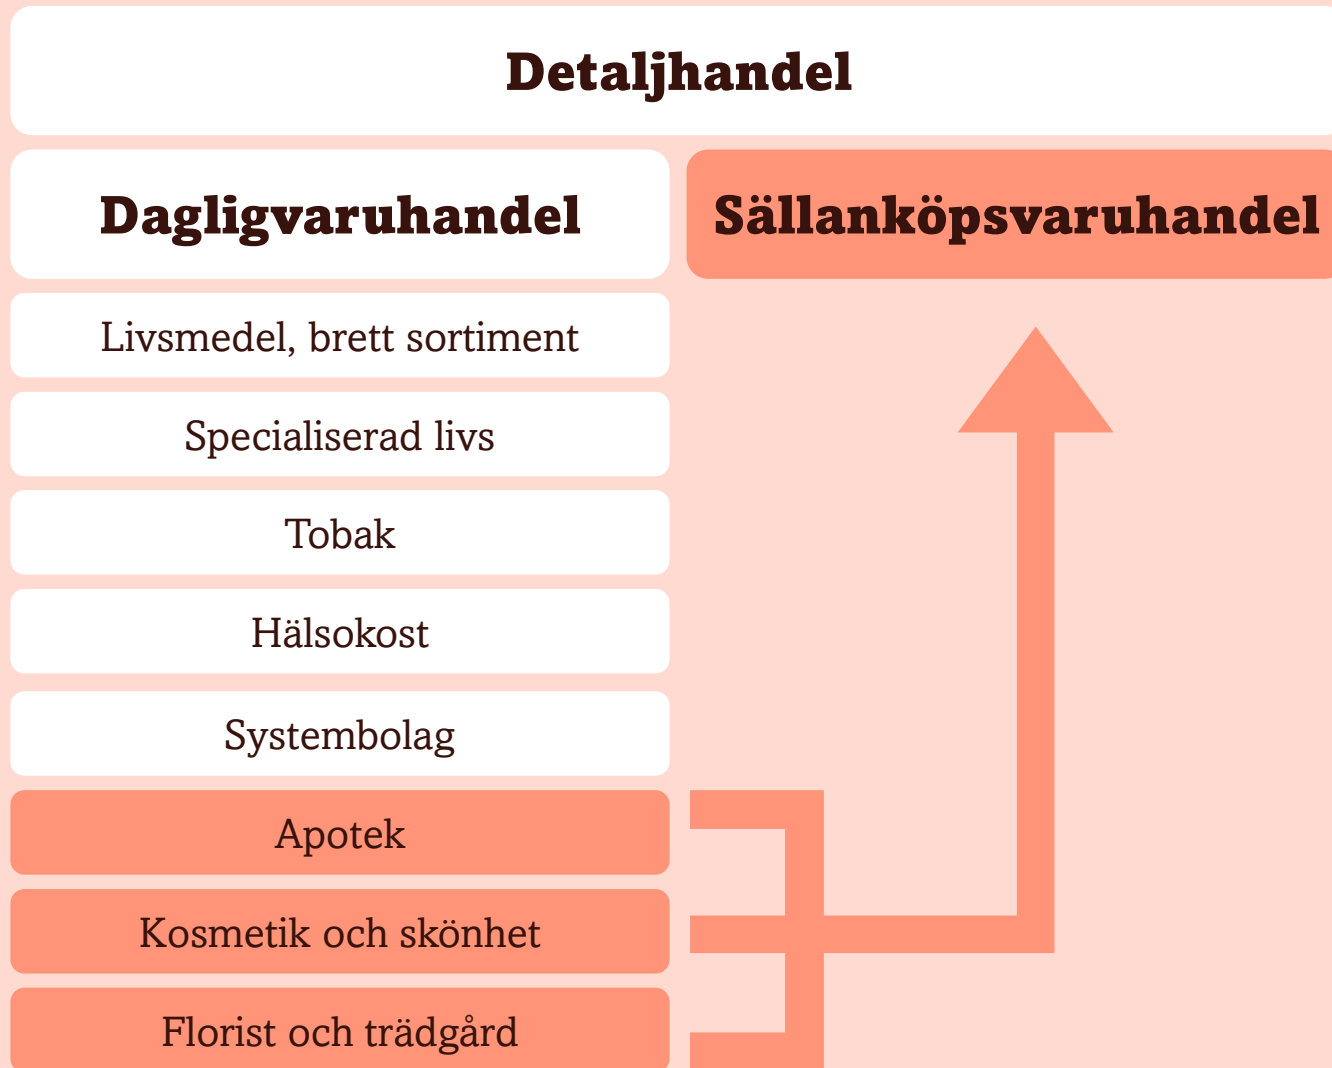 Detaljhandel
Dagligvaruhandel
Sällanköpsvaruhandel
Livsmedel, brett sortiment
Specialiserad livs
Tobak
Hälsokost
Systembolag
Apotek
Kosmetik och skönhet
Florist och trädgård